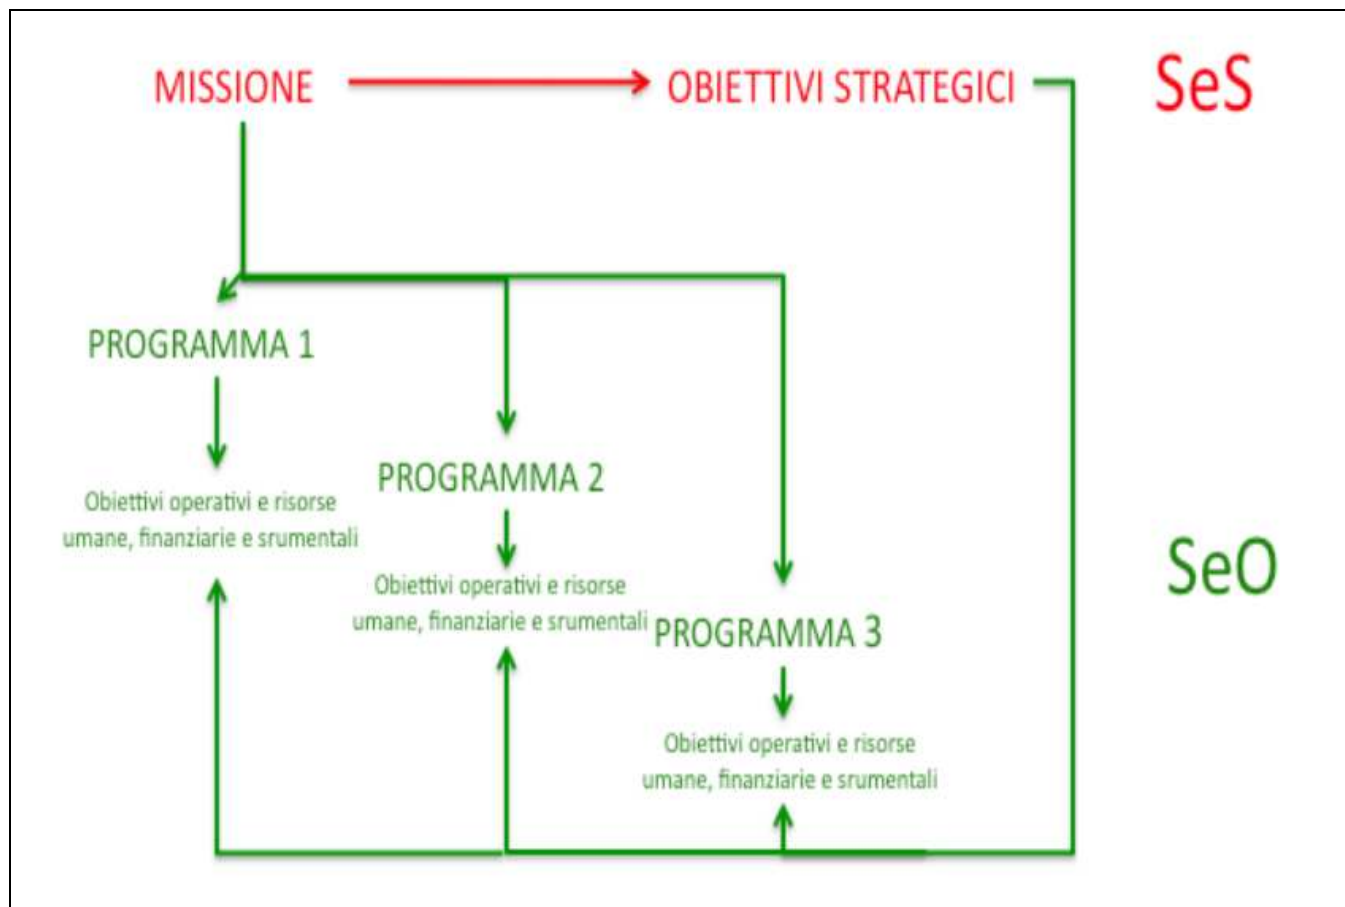 MISSIONE
OBIETTIVI STRATEGICI
SeS
PROGRAMMA 1
Obiettivi operativi e risorse
umane, finanziarie e srumentali
PROGRAMMA 2
Obiettivi operativi e risorse
umane, finanziarie e srumentali
SeO
PROGRAMMA 3
Obiettivi operativi e risorse
umane, finanziarie e srumentali